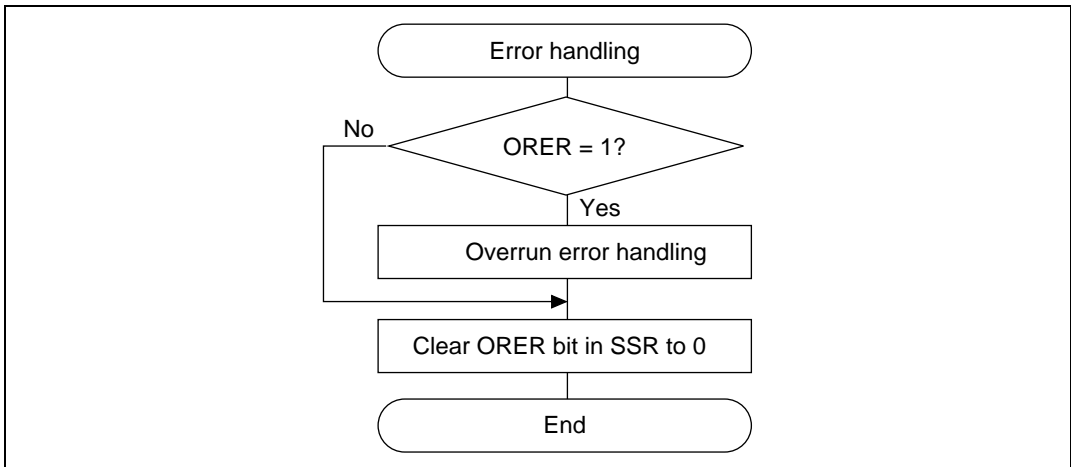 Error handling
No
ORER = 1?
Yes
Overrun error handling
Clear ORER bit in SSR to 0
End